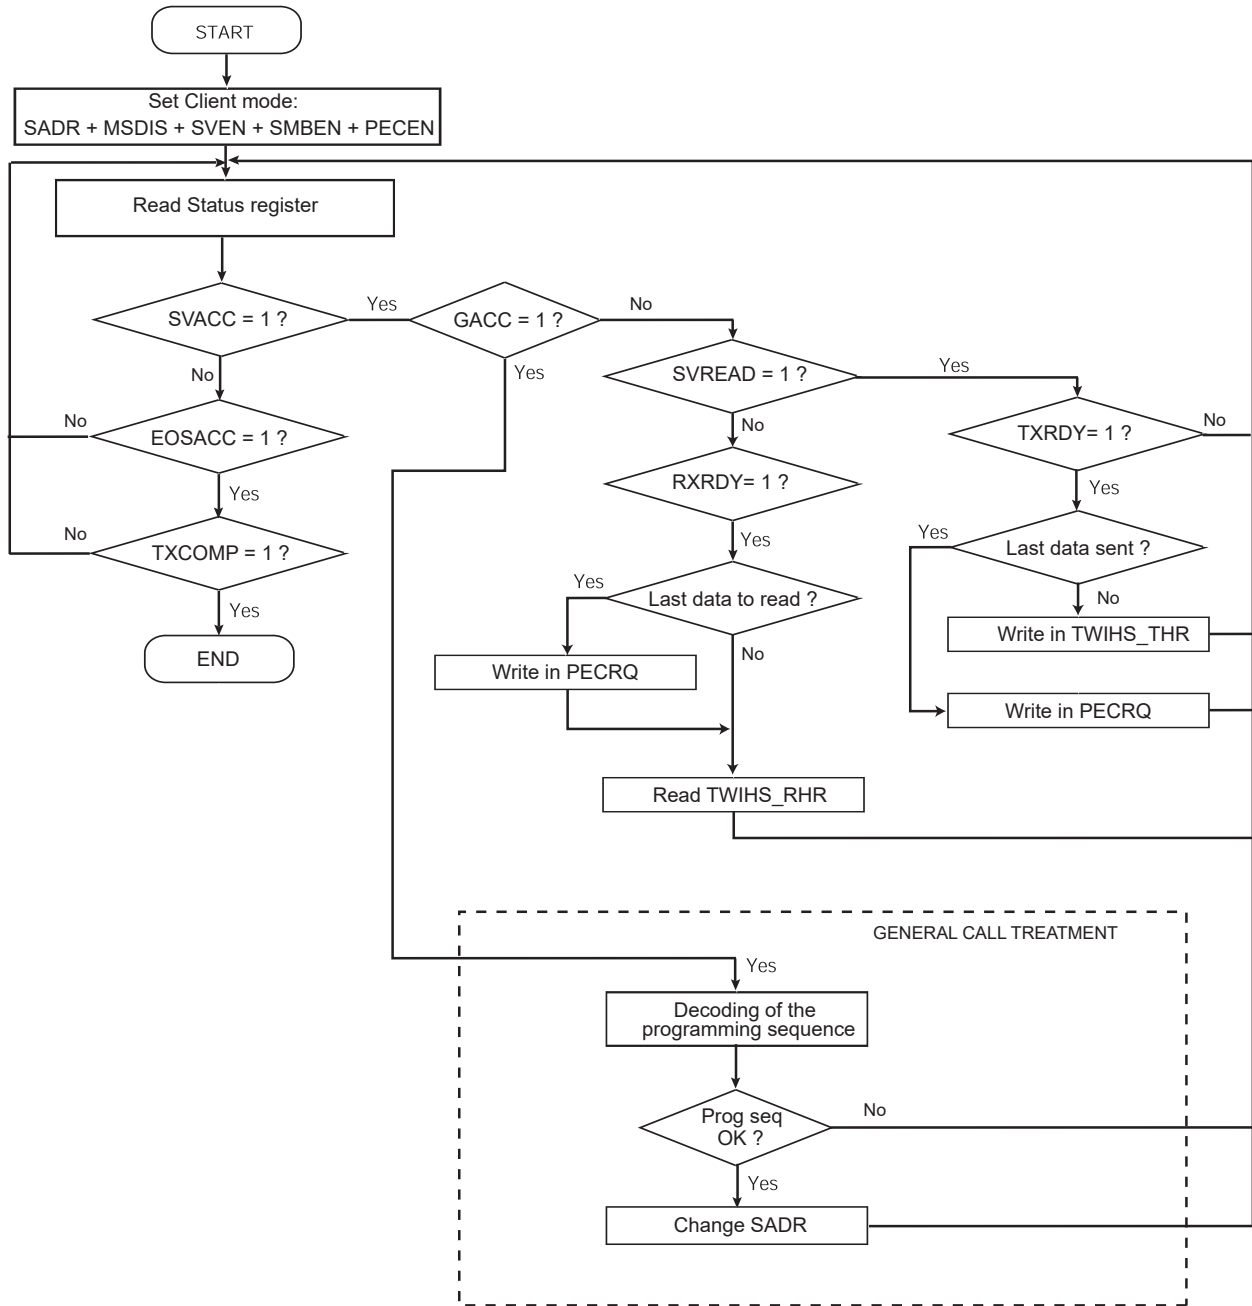 START
Set Client mode:
SADR + MSDIS + SVEN + SMBEN + PECEN
Read Status register
SVACC = 1 ?
Yes
GACC = 1 ?
No
SVREAD = 1 ?
Yes
No
Yes
No
EOSACC = 1 ?
No
TXRDY= 1 ?
No
RXRDY= 1 ?
Yes
Yes
No
TXCOMP = 1 ?
Yes
Yes
Last data sent ?
Yes
Last data to read ?
No
Yes
END
No
Write in TWIHS_THR
Write in PECRQ
Write in PECRQ
Read TWIHS_RHR
GENERAL CALL TREATMENT
Yes
Decoding of the
programming sequence
Prog seq
OK ?
No
Yes
Change SADR